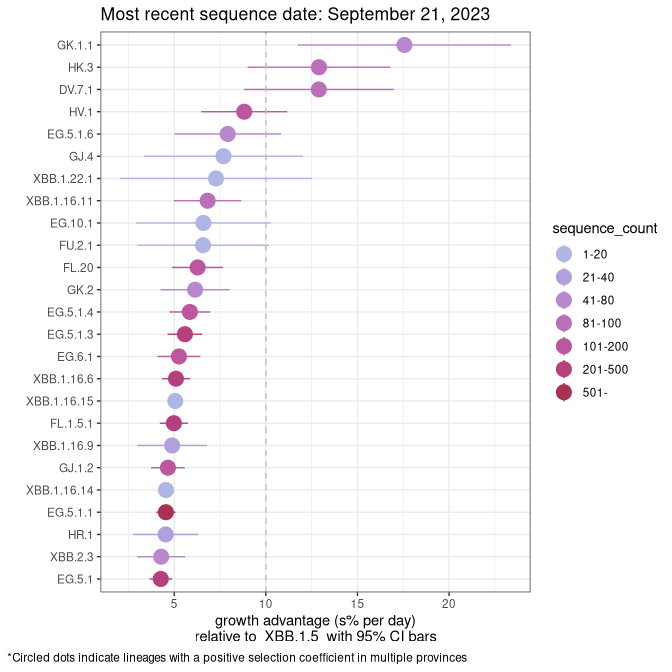 Most recent sequence date: September 21, 2023
GK.1.1
HK.3
DV.7.1
HV.1
EG.5.1.6
GJ.4
XBB.1.22.1
XBB.1.16.11
EG.10.1
FU.2.1
FL.20
GK.2
EG.5.1.4
EG.5.1.3
EG.6.1
XBB.1.16.6
XBB.1.16.15
FL.1.5.1
XBB.1.16.9
GJ.1.2
XBB.1.16.14
EG.5.1.1
HR.1
XBB.2.3
EG.5.1
5 10 15 20
growth advantage (s% per day)
relative to XBB.1.5 with 95% CI bars
sequence_count
1-20
21-40
41-80
81-100
101-200
201-500
501-
*Circled dots indicate lineages with a positive selection coefficient in multiple provinces